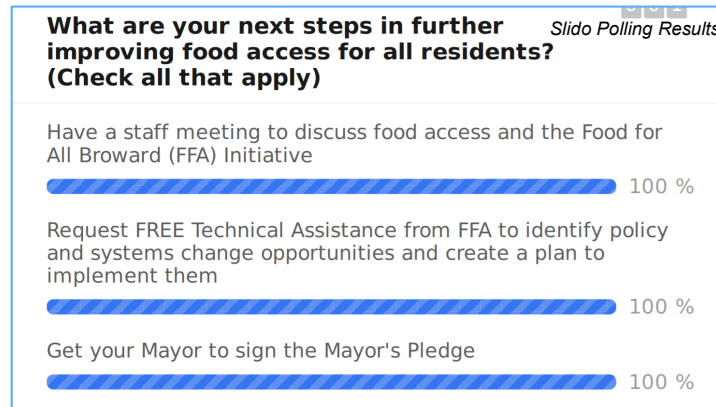 What are your next steps in further
improving food access for all residents?
(Check all that apply)
Slido Polling Results
Have a staff meeting to discuss food access and the Food for
All Broward (FFA) Initiative
100 %
Request FREE Technical Assistance from FFA to identify policy
and systems change opportunities and create a plan to
implement them
100 %
Get your Mayor to sign the Mayor's Pledge
100 %